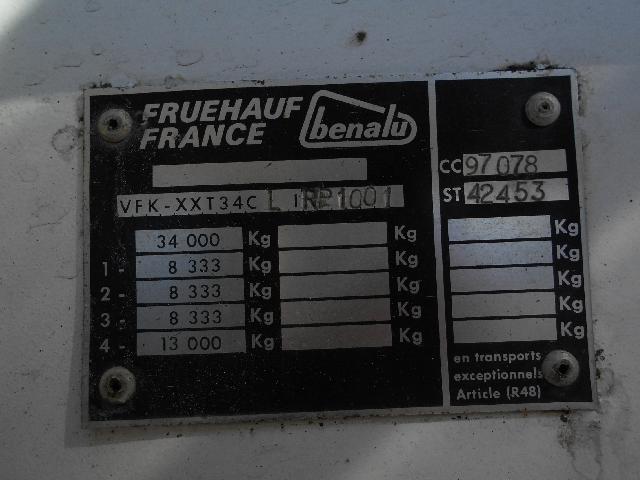 FRUEHAUF
FRANCE
benalu
CC 97 078
VFK-XXT34C L
ST 42453
34 000 Kg Kg Kg
1 - 8 333 Kg Kg Kg
2 - 8 333 Kg Kg Kg
3 - 8 333 Kg Kg Kg
4 - 13 000 Kg Kg Kg
en transports
exceptionnels
Article (R48)